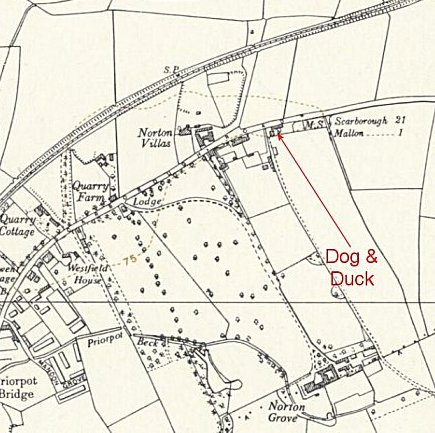 S.P.
M.S.
Scarborough 21
Malton 1
Norton
Villas
Quarry
Farm
Lodge
Dog &
Duck
Quarry
Cottage
75
Westfield
House
B.
Priorpot
Beck
Priorpot
Bridge
GROVE
Norton
Grove